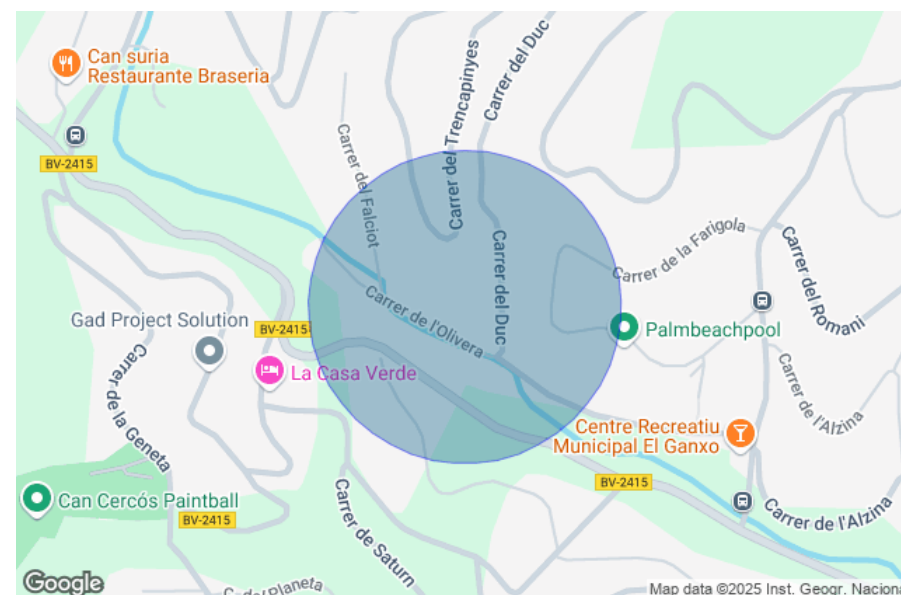 Can suria
Restaurante Braseria
Carrer del Trencapinyes
Carrer del Duc
BV-2415
Carrer del Falciot
Carrer de la Farigola
Carrer del Romaní
Carrer del Duc
Carrer de l'Olivera
Gad Project Solution
BV-2415
Palmbeachpool
La Casa Verde
Carrer de la Geneta
Carrer de l'Alzina
Centre Recreatiu
Municipal El Ganxo
BV-2415
Can Cercós Paintball
BV-2415
Carrer de Saturn
Carrer de l'Alzina
Google
Map data ©2025 Inst. Geogr. Naciona